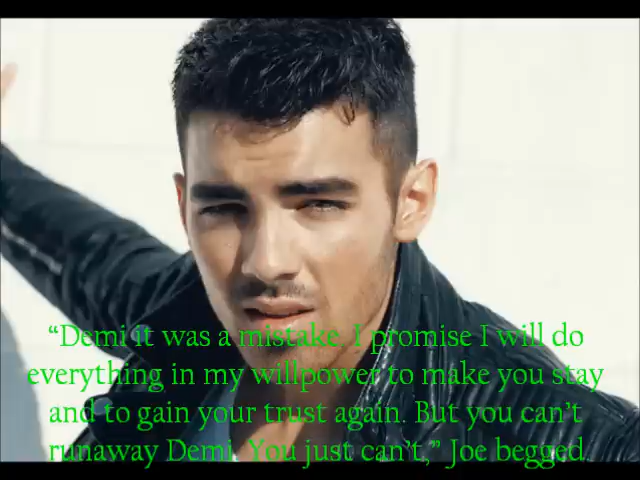 “Demi it was a mistake. I promise I will do
everything in my willpower to make you stay
and to gain your trust again. But you can’t
runaway Demi. You just can’t,” Joe begged.